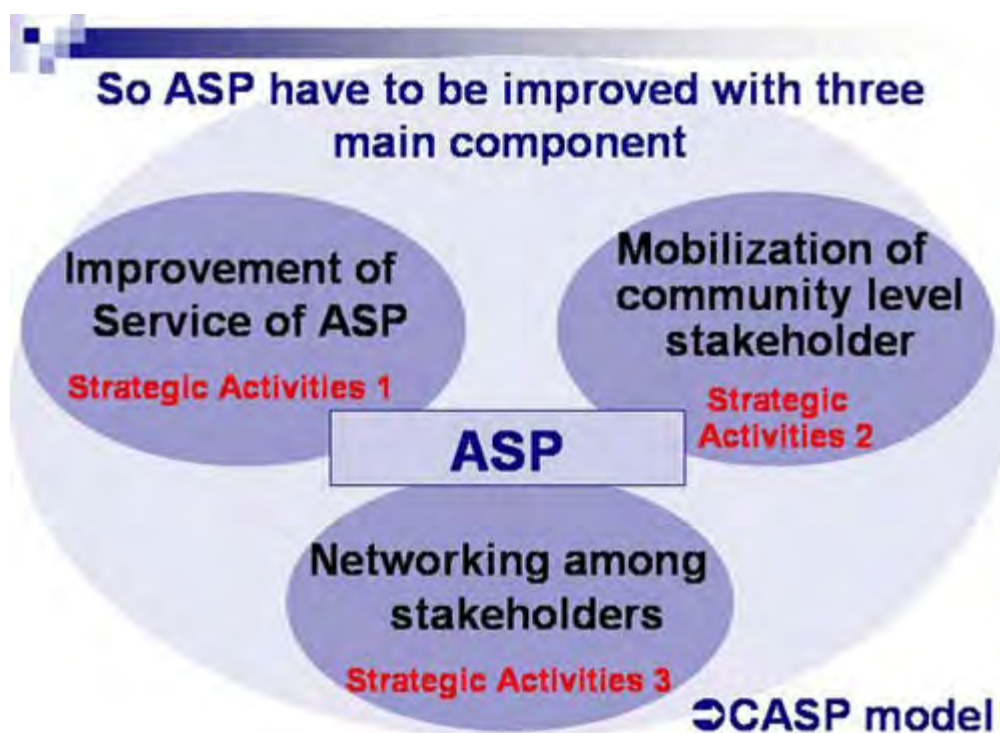 So ASP have to be improved with three
main component
Improvement of
Service of ASP
Strategic Activities 1
Mobilization of
community level
stakeholder
Strategic
Activities 2
ASP
Networking among
stakeholders
Strategic Activities 3
➲CASP model